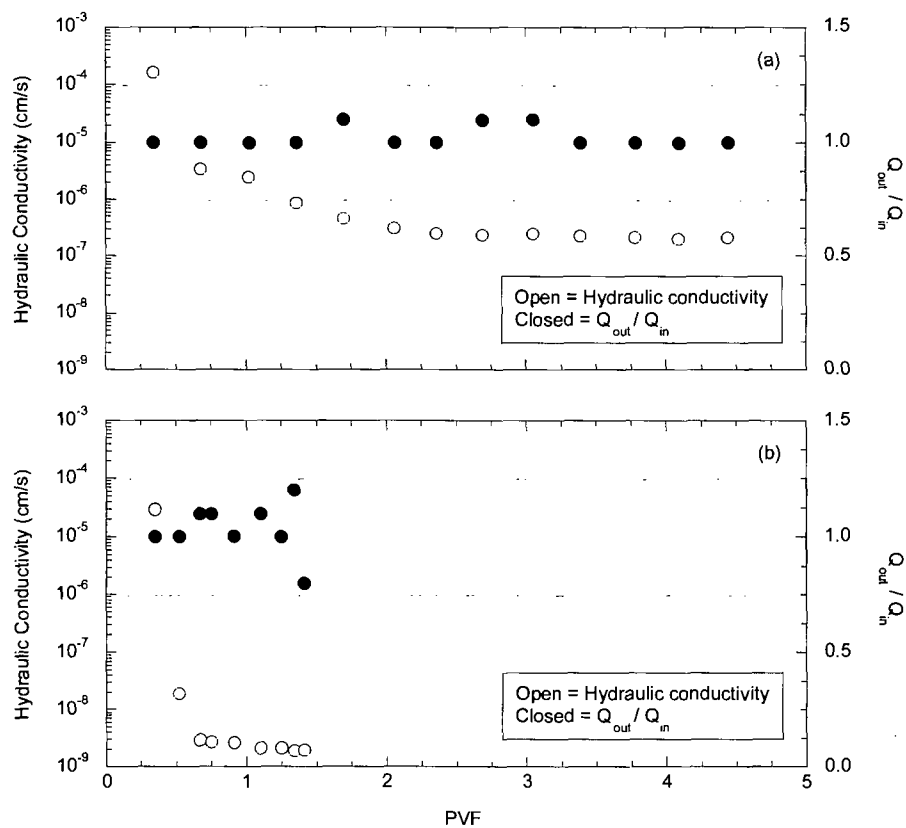 (a)
Hydraulic Conductivity (cm/s)
10^-3
10^-4
10^-5
10^-6
10^-7
10^-8
10^-9
1.5
1.0
0.5
0.0
Q_out / Q_in
Open = Hydraulic conductivity
Closed = Q_out / Q_in
(b)
Hydraulic Conductivity (cm/s)
10^-3
10^-4
10^-5
10^-6
10^-7
10^-8
10^-9
1.5
1.0
0.5
0.0
Q_out / Q_in
Open = Hydraulic conductivity
Closed = Q_out / Q_in
0 1 2 3 4 5
PVF